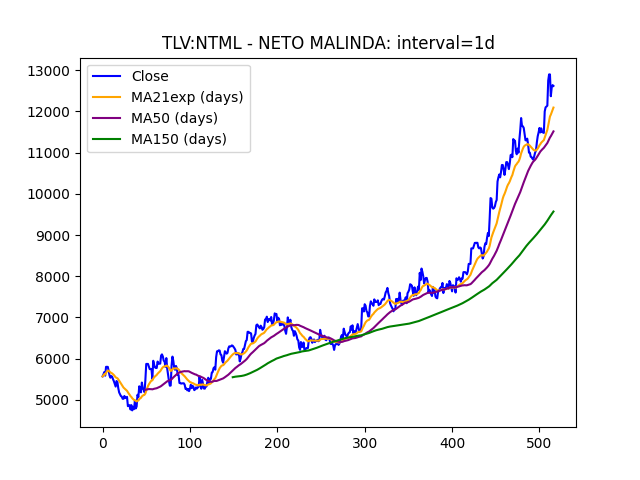 TLV:NTML - NETO MALINDA: interval=1d
Close
MA21exp (days)
MA50 (days)
MA150 (days)
13000
12000
11000
10000
9000
8000
7000
6000
5000
0 100 200 300 400 500